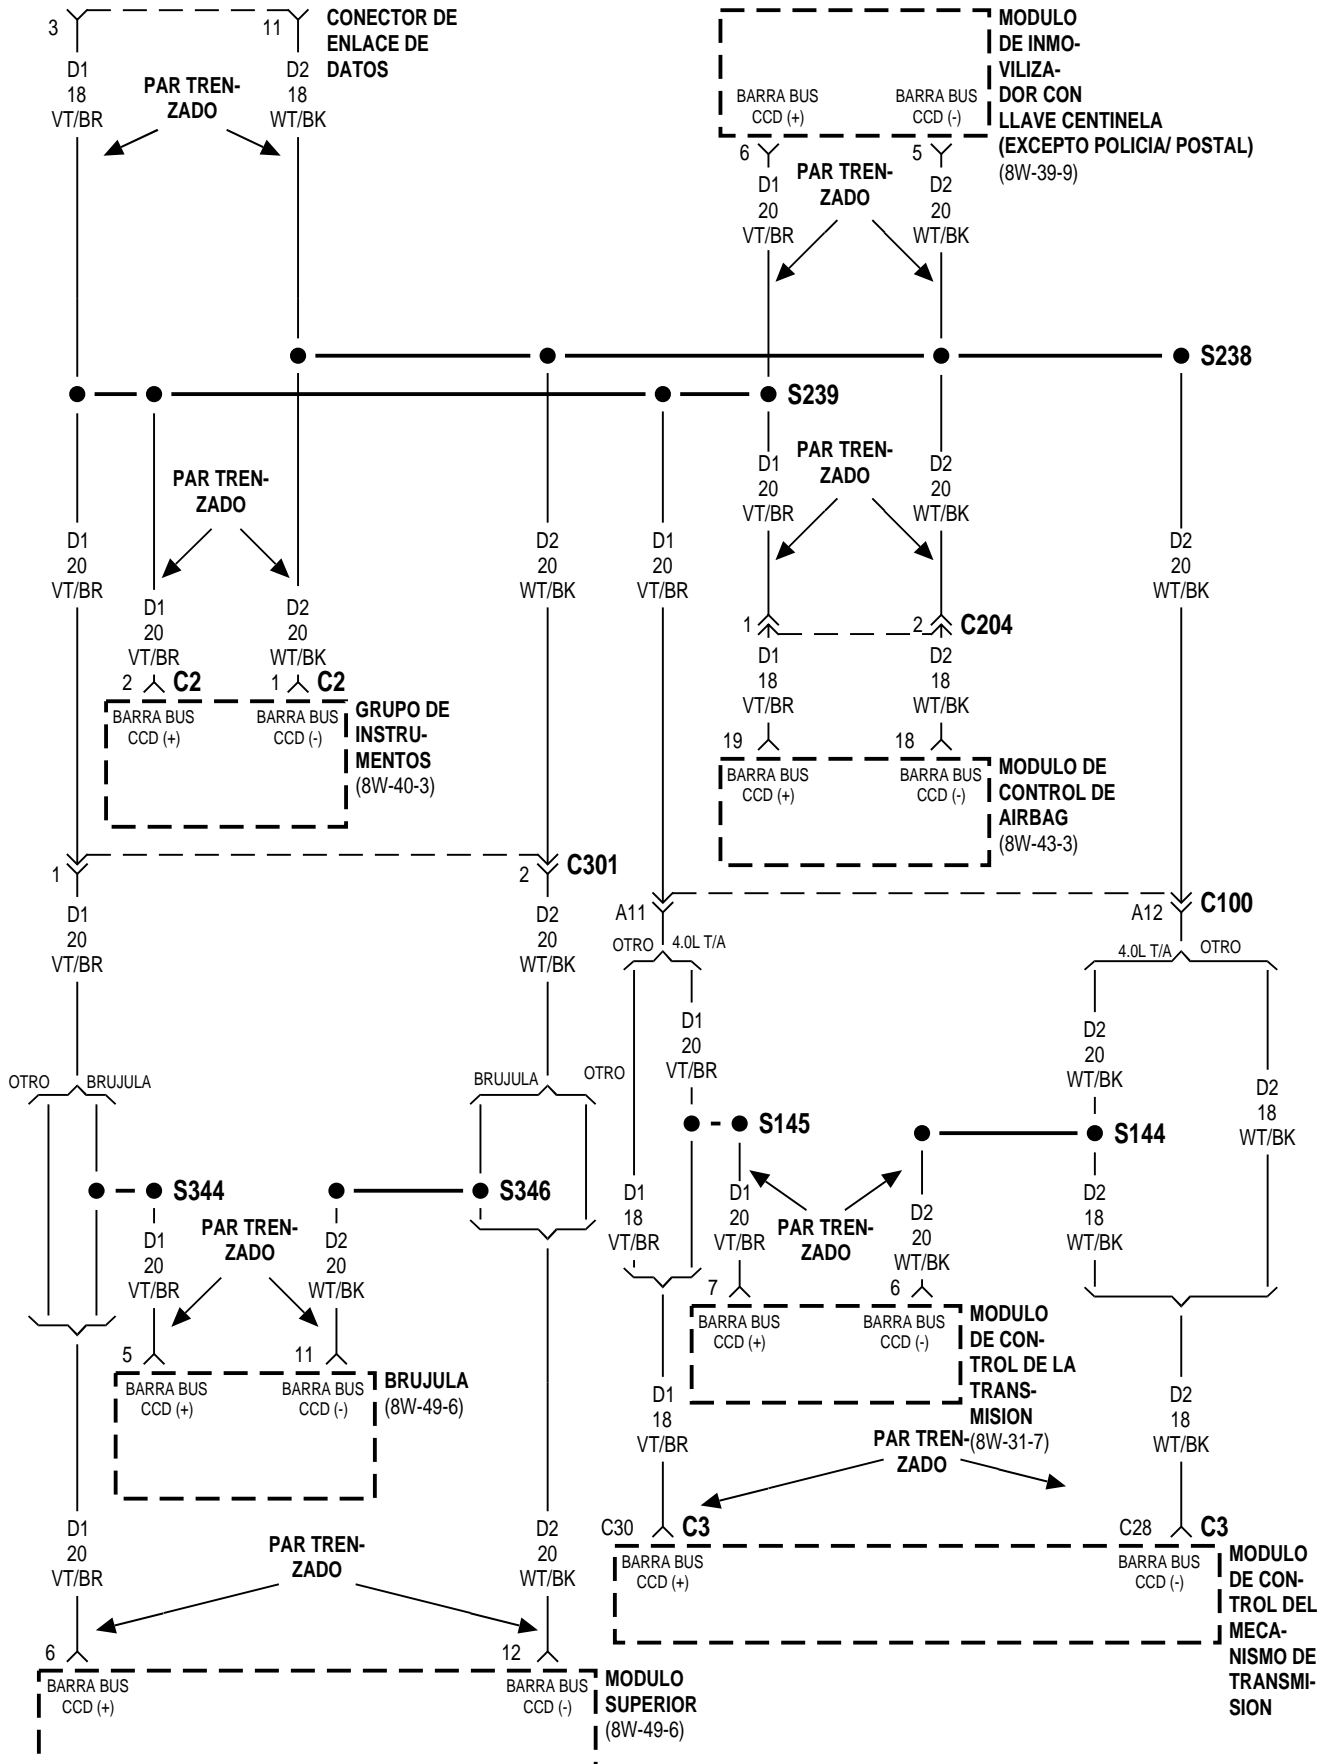 3
11
CONECTOR DE
ENLACE DE
DATOS
D1
18
VT/BR
PAR TREN-
ZADO
D2
18
WT/BK
BARRA BUS
CCD (+)
BARRA BUS
CCD (-)
MODULO
DE INMO-
VILIZA-
DOR CON
LLAVE CENTINELA
(EXCEPTO POLICIA/ POSTAL)
(8W-39-9)
6
5
D1
20
VT/BR
PAR TREN-
ZADO
D2
20
WT/BK
S238
S239
PAR TREN-
ZADO
D1
20
VT/BR
PAR TREN-
ZADO
D2
20
WT/BK
D1
20
VT/BR
D2
20
WT/BK
D1
20
VT/BR
D2
20
WT/BK
D1
20
VT/BR
D2
20
WT/BK
2
C2
1
C2
BARRA BUS
CCD (+)
BARRA BUS
CCD (-)
GRUPO DE
INSTRU-
MENTOS
(8W-40-3)
1
2
C204
D1
18
VT/BR
D2
18
WT/BK
19
18
BARRA BUS
CCD (+)
BARRA BUS
CCD (-)
MODULO DE
CONTROL DE
AIRBAG
(8W-43-3)
1
2
C301
A11
A12
C100
D1
20
VT/BR
D2
20
WT/BK
OTRO
4.0L T/A
4.0L T/A
OTRO
D1
20
VT/BR
D2
20
WT/BK
D2
18
WT/BK
OTRO
BRUJULA
BRUJULA
OTRO
S145
S144
S344
S346
D1
20
VT/BR
PAR TREN-
ZADO
D2
20
WT/BK
D1
18
VT/BR
D1
20
VT/BR
PAR TREN-
ZADO
D2
20
WT/BK
D2
18
WT/BK
7
6
BARRA BUS
CCD (+)
BARRA BUS
CCD (-)
MODULO
DE CON-
TROL DE LA
TRANS-
MISION
(8W-31-7)
5
11
BARRA BUS
CCD (+)
BARRA BUS
CCD (-)
BRUJULA
(8W-49-6)
D1
18
VT/BR
PAR TREN-
ZADO
D2
18
WT/BK
D1
20
VT/BR
PAR TREN-
ZADO
D2
20
WT/BK
C30
C3
C28
C3
BARRA BUS
CCD (+)
BARRA BUS
CCD (-)
MODULO
DE CON-
TROL DEL
MECA-
NISMO DE
TRANSMI-
SION
6
12
BARRA BUS
CCD (+)
BARRA BUS
CCD (-)
MODULO
SUPERIOR
(8W-49-6)